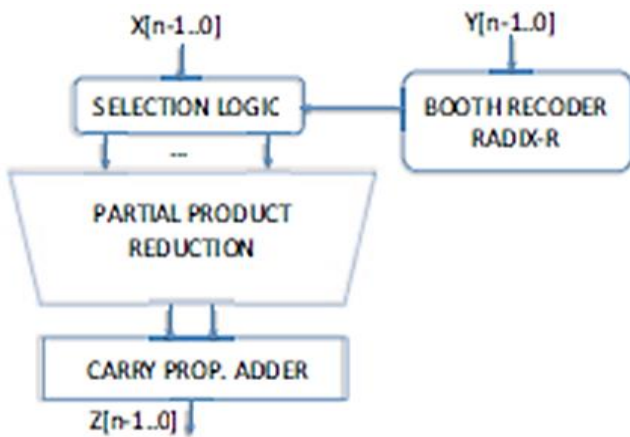 X[n-1..0]
Y[n-1..0]
SELECTION LOGIC
BOOTH RECODER
RADIX-R
...
PARTIAL PRODUCT
REDUCTION
CARRY PROP. ADDER
Z[n-1..0]